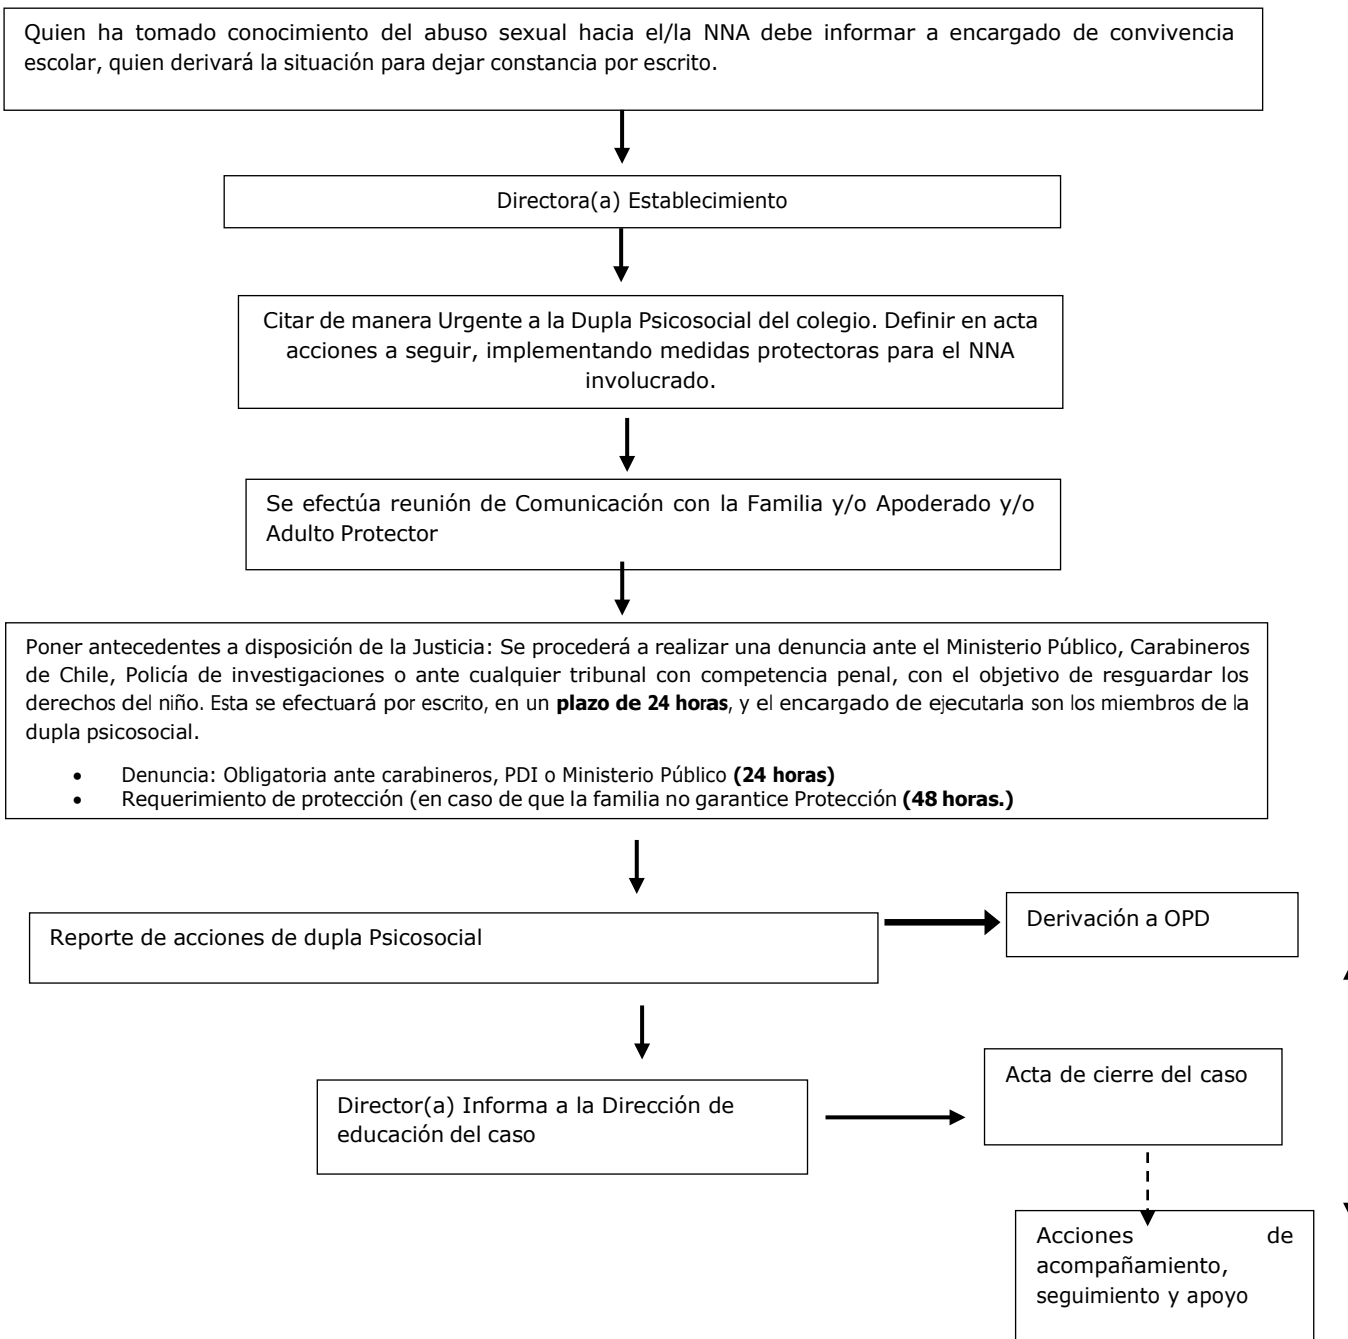 Quien ha tomado conocimiento del abuso sexual hacia el/la NNA debe informar a encargado de convivencia
escolar, quien derivará la situación para dejar constancia por escrito.
Directora(a) Establecimiento
Citar de manera Urgente a la Dupla Psicosocial del colegio. Definir en acta
acciones a seguir, implementando medidas protectoras para el NNA
involucrado.
Se efectúa reunión de Comunicación con la Familia y/o Apoderado y/o
Adulto Protector
Poner antecedentes a disposición de la Justicia: Se procederá a realizar una denuncia ante el Ministerio Público, Carabineros
de Chile, Policía de investigaciones o ante cualquier tribunal con competencia penal, con el objetivo de resguardar los
derechos del niño. Esta se efectuará por escrito, en un plazo de 24 horas, y el encargado de ejecutarla son los miembros de la
dupla psicosocial.
• Denuncia: Obligatoria ante carabineros, PDI o Ministerio Público (24 horas)
• Requerimiento de protección (en caso de que la familia no garantice Protección (48 horas.)
Reporte de acciones de dupla Psicosocial
Derivación a OPD
Director(a) Informa a la Dirección de
educación del caso
Acta de cierre del caso
Acciones de
acompañamiento,
seguimiento y apoyo